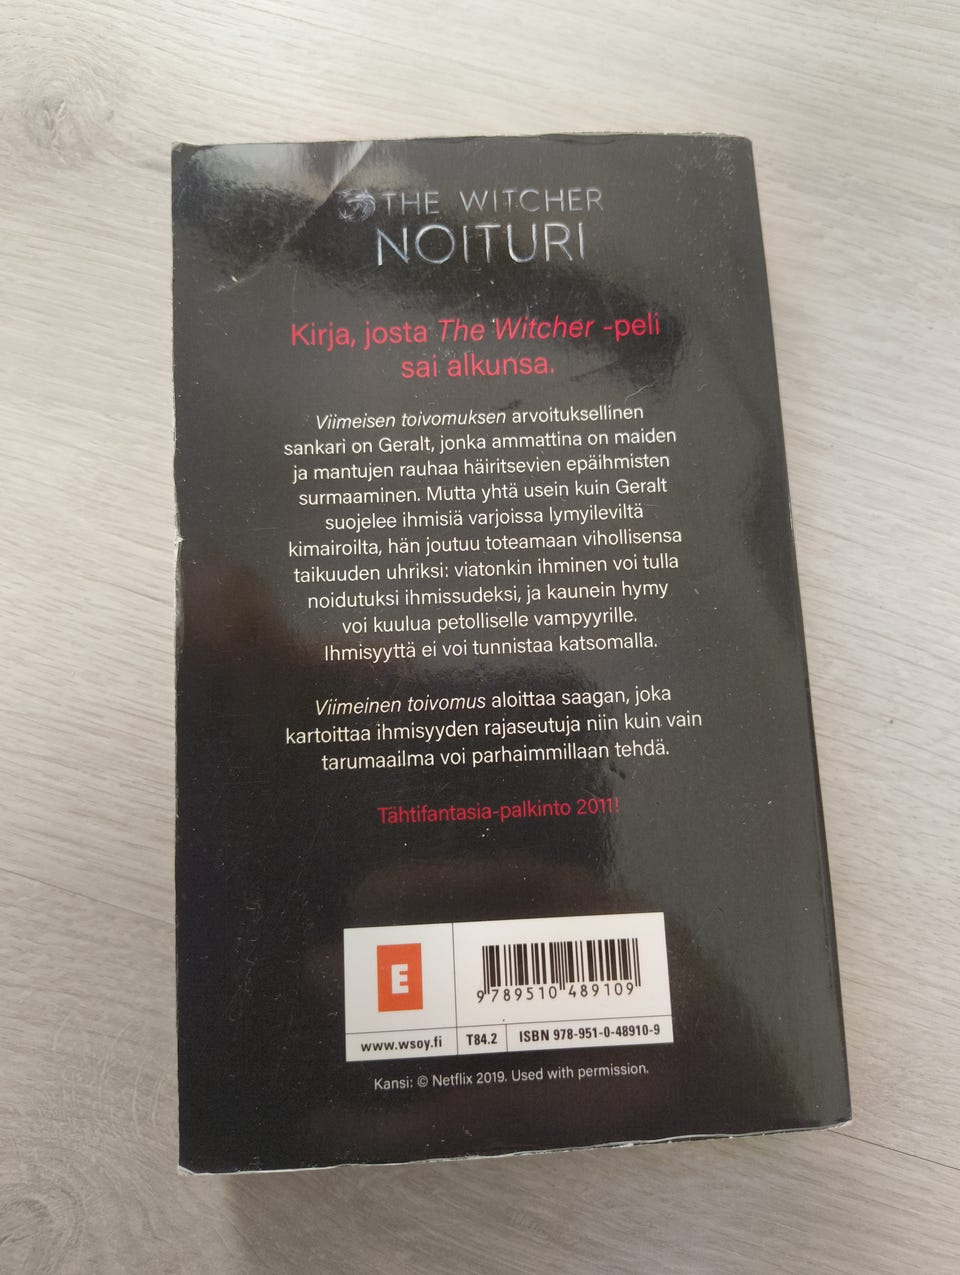 THE WITCHER
NOITURI
Kirja, josta The Witcher -peli
sai alkunsa.
Viimeisen toivomuksen arvoituksellinen
sankari on Geralt, jonka ammattina on maiden
ja mantujen rauhaa häiritsevien epäihmisten
surmaaminen. Mutta yhtä usein kuin Geralt
suojelee ihmisiä varjoissa lymyileviltä
kimairoilta, hän joutuu toteamaan vihollisensa
taikuuden uhriksi: viatonkin ihminen voi tulla
noidutuksi ihmissudeksi, ja kaunein hymy
voi kuulua petolliselle vampyyrille.
Ihmisyyttä ei voi tunnistaa katsomalla.
Viimeinen toivomus aloittaa saagan, joka
kartoittaa ihmisyyden rajaseutuja niin kuin vain
tarumaailma voi parhaimmillaan tehdä.
Tähtifantasia-palkinto 2011!
E
9 789510 489109
www.wsoy.fi T84.2 ISBN 978-951-0-48910-9
Kansi: © Netflix 2019. Used with permission.